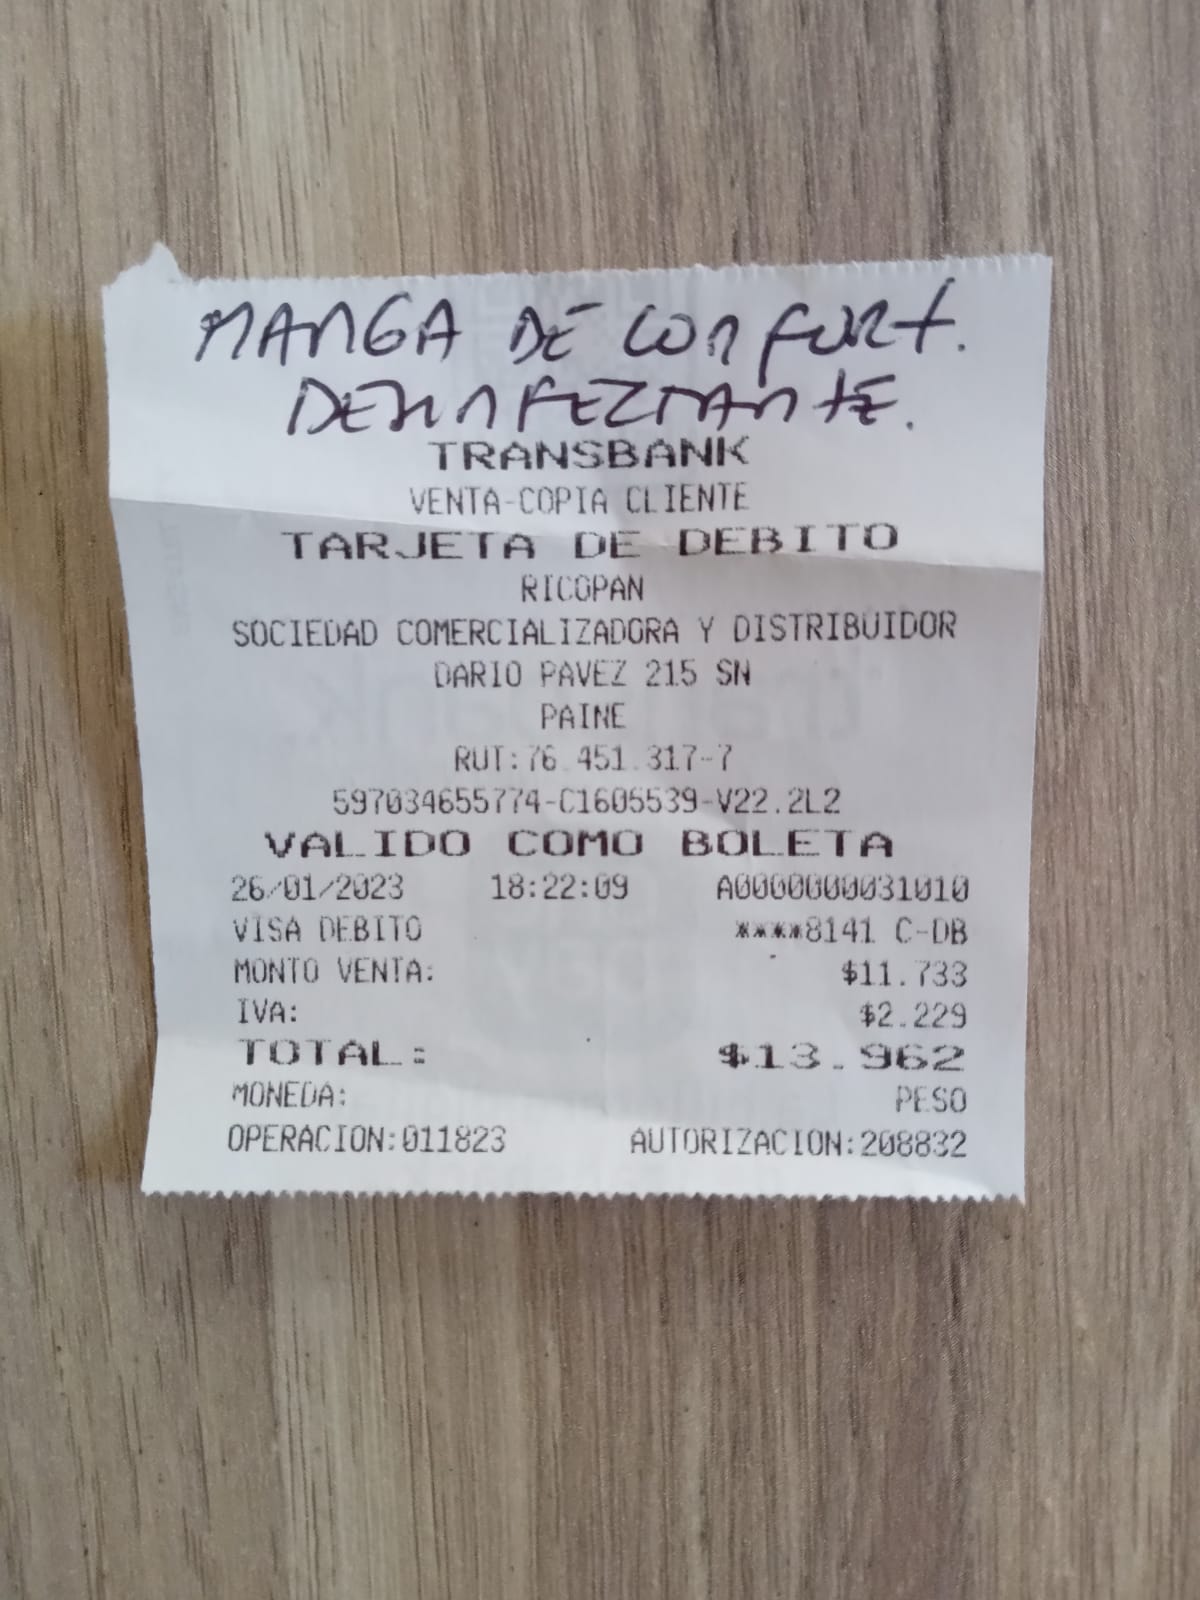 MANGA DE CONFORT.
DEZINFEZTANTE.
TRANSBANK
VENTA-COPIA CLIENTE
TARJETA DE DEBITO
RICOPAN
SOCIEDAD COMERCIALIZADORA Y DISTRIBUIDOR
DARIO PAVEZ 215 SN
PAINE
RUT:76.451.317-7
597034655774-C1605539-V22.2L2
VALIDO COMO BOLETA
26/01/2023 18:22:09 A0000000031010
VISA DEBITO ****8141 C-DB
MONTO VENTA: $11.733
IVA: $2.229
TOTAL: $13.962
MONEDA: PESO
OPERACION:011823 AUTORIZACION:208832